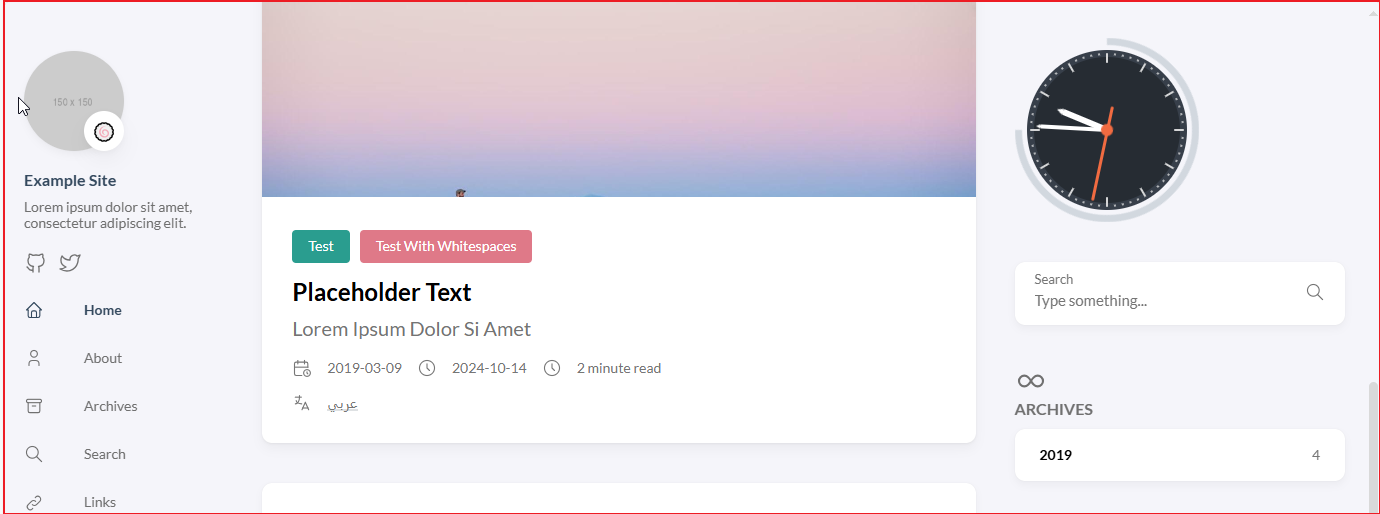 150 x 150
Example Site
Lorem ipsum dolor sit amet,
consectetur adipiscing elit.
Home
About
Archives
Search
Links
Test
Test With Whitespaces
Placeholder Text
Lorem Ipsum Dolor Si Amet
2019-03-09
2024-10-14
2 minute read
عربي
Search
Type something...
ARCHIVES
2019
4